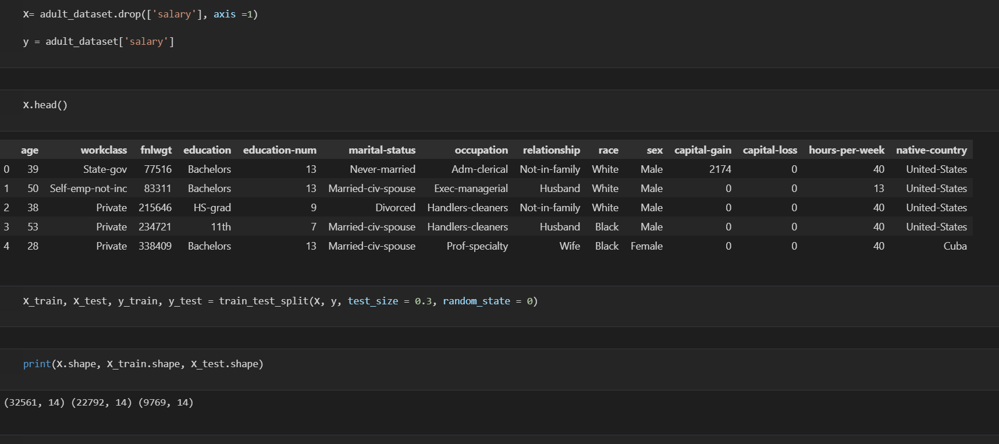 X= adult_dataset.drop(['salary'], axis =1)
y = adult_dataset['salary']
X.head()
age workclass fnlwgt education education-num marital-status occupation relationship race sex capital-gain capital-loss hours-per-week native-country
0 39 State-gov 77516 Bachelors 13 Never-married Adm-clerical Not-in-family White Male 2174 0 40 United-States
1 50 Self-emp-not-inc 83311 Bachelors 13 Married-civ-spouse Exec-managerial Husband White Male 0 0 13 United-States
2 38 Private 215646 HS-grad 9 Divorced Handlers-cleaners Not-in-family White Male 0 0 40 United-States
3 53 Private 234721 11th 7 Married-civ-spouse Handlers-cleaners Husband Black Male 0 0 40 United-States
4 28 Private 338409 Bachelors 13 Married-civ-spouse Prof-specialty Wife Black Female 0 0 40 Cuba
X_train, X_test, y_train, y_test = train_test_split(X, y, test_size = 0.3, random_state = 0)
print(X.shape, X_train.shape, X_test.shape)
(32561, 14) (22792, 14) (9769, 14)